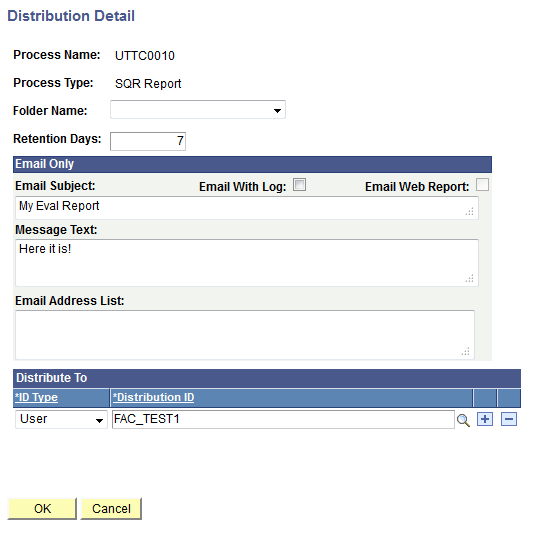 Distribution Detail
Process Name: UTTC0010
Process Type: SQR Report
Folder Name:
Retention Days: 7
Email Only
Email Subject: Email With Log: Email Web Report:
My Eval Report
Message Text:
Here it is!
Email Address List:
Distribute To
*ID Type *Distribution ID
User FAC_TEST1
OK Cancel